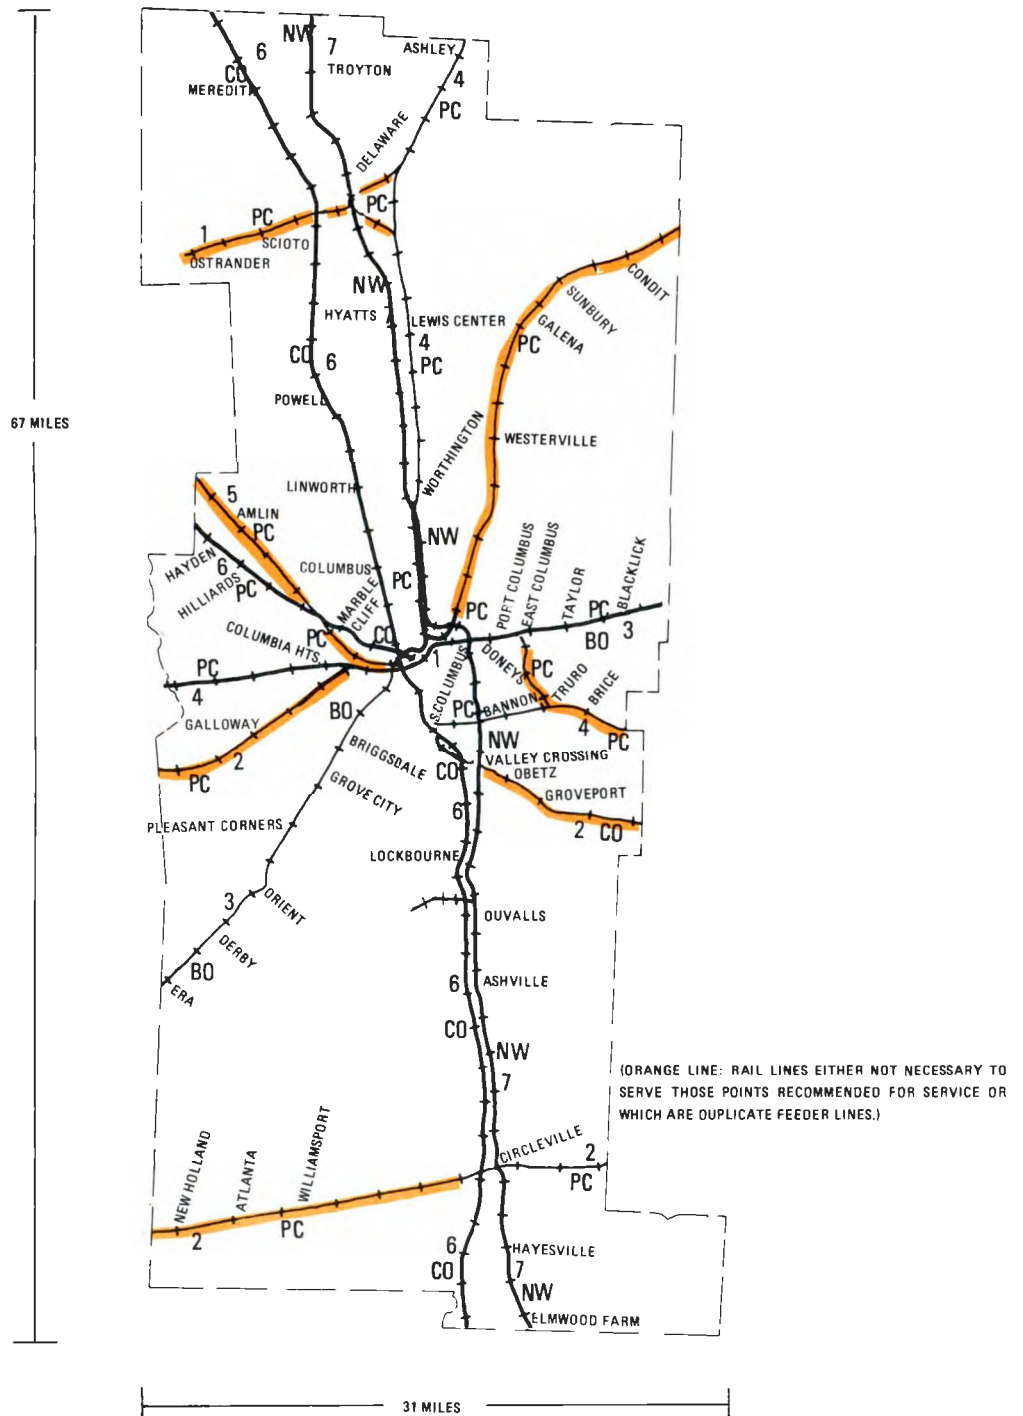 NW
6
7
ASHLEY
TROYTON
CO
4
MEREDITH
PC
DELAWARE
PC
PC
1
SCIOTO
OSTRANDER
CONDIT
NW
SUNBURY
HYATTS
LEWIS CENTER
GALENA
4
PC
CO
6
PC
POWELL
67 MILES
WORTHINGTON
WESTERVILLE
LINWORTH
5
AMLIN
PC
NW
HAYDEN
6
PC
HILLIARDS
COLUMBUS
MARBLE
CLIFF
PC
PORT COLUMBUS
EAST COLUMBUS
TAYLOR
BLACKLICK
PC
PC
BO
3
COLUMBIA HTS.
PC
CO
1
DONEYS
PC
4
S.COLUMBUS
TRURO
BRICE
PC
BANNON
GALLOWAY
BO
4
PC
NW
2
PC
BRIGGSDALE
VALLEY CROSSING
CO
OBETZ
GROVE CITY
GROVEPORT
6
PLEASANT CORNERS
2
CO
LOCKBOURNE
3
ORIENT
OUVALLS
DERBY
BO
ERA
6
ASHVILLE
CO
NW
7
(ORANGE LINE: RAIL LINES EITHER NOT NECESSARY TO
SERVE THOSE POINTS RECOMMENDED FOR SERVICE OR
WHICH ARE OUPLICATE FEEDER LINES.)
CIRCLEVILLE
2
PC
NEW HOLLAND
ATLANTA
WILLIAMSPORT
2
PC
6
HAYESVILLE
CO
7
NW
ELMWOOD FARM
31 MILES